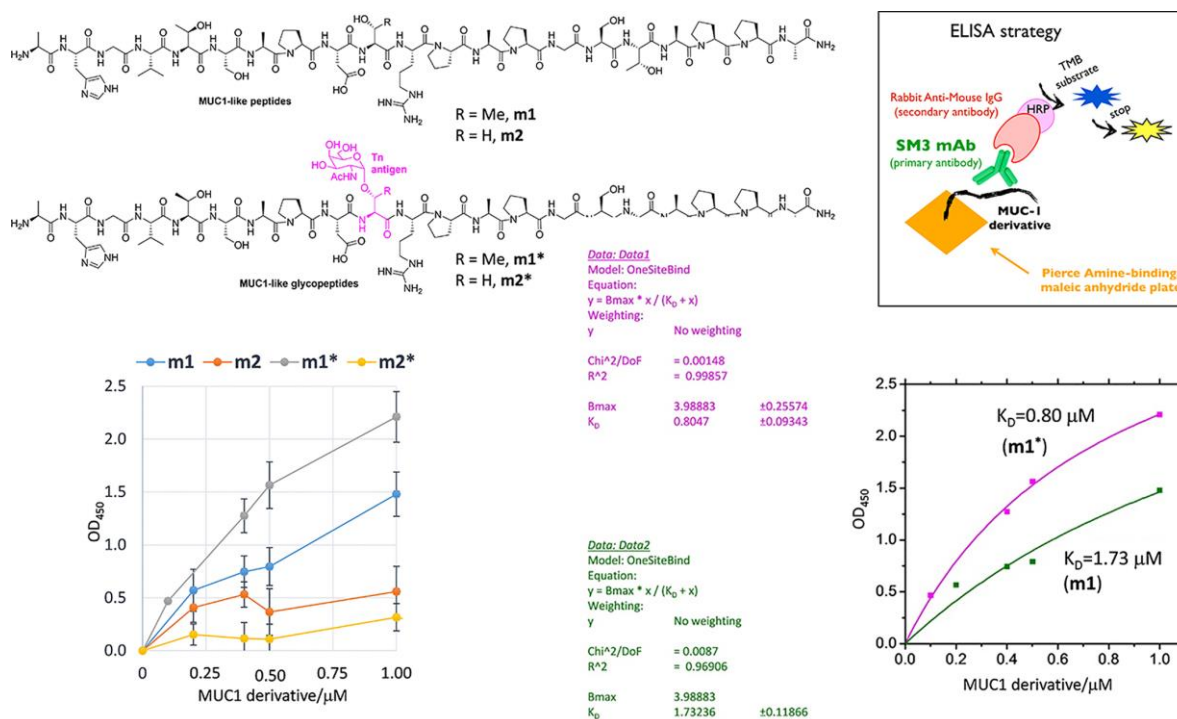 MUC1-like peptides
R = Me, m1
R = H, m2
Tn
antigen
MUC1-like glycopeptides
R = Me, m1*
R = H, m2*
ELISA strategy
TMB
substrate
Rabbit Anti-Mouse IgG
(secondary antibody)
HRP
stop
SM3 mAb
(primary antibody)
MUC-1
derivative
Pierce Amine-binding
maleic anhydride plate
Data: Data1
Model: OneSiteBind
Equation:
y = Bmax * x / (KD + x)
Weighting:
y No weighting
Chi^2/DoF = 0.00148
R^2 = 0.99857
Bmax 3.98883 ±0.25574
KD 0.8047 ±0.09343
Data: Data2
Model: OneSiteBind
Equation:
y = Bmax * x / (KD + x)
Weighting:
y No weighting
Chi^2/DoF = 0.0087
R^2 = 0.96906
Bmax 3.98883
KD 1.73236 ±0.11866
m1 m2 m1* m2*
2.5
2.0
1.5
1.0
0.5
0.0
OD450
0 0.25 0.50 0.75 1.00
MUC1 derivative/μM
2.5
2.0
1.5
1.0
0.5
0.0
OD450
KD=0.80 μM
(m1*)
KD=1.73 μM
(m1)
0.0 0.2 0.4 0.6 0.8 1.0
MUC1 derivative/μM